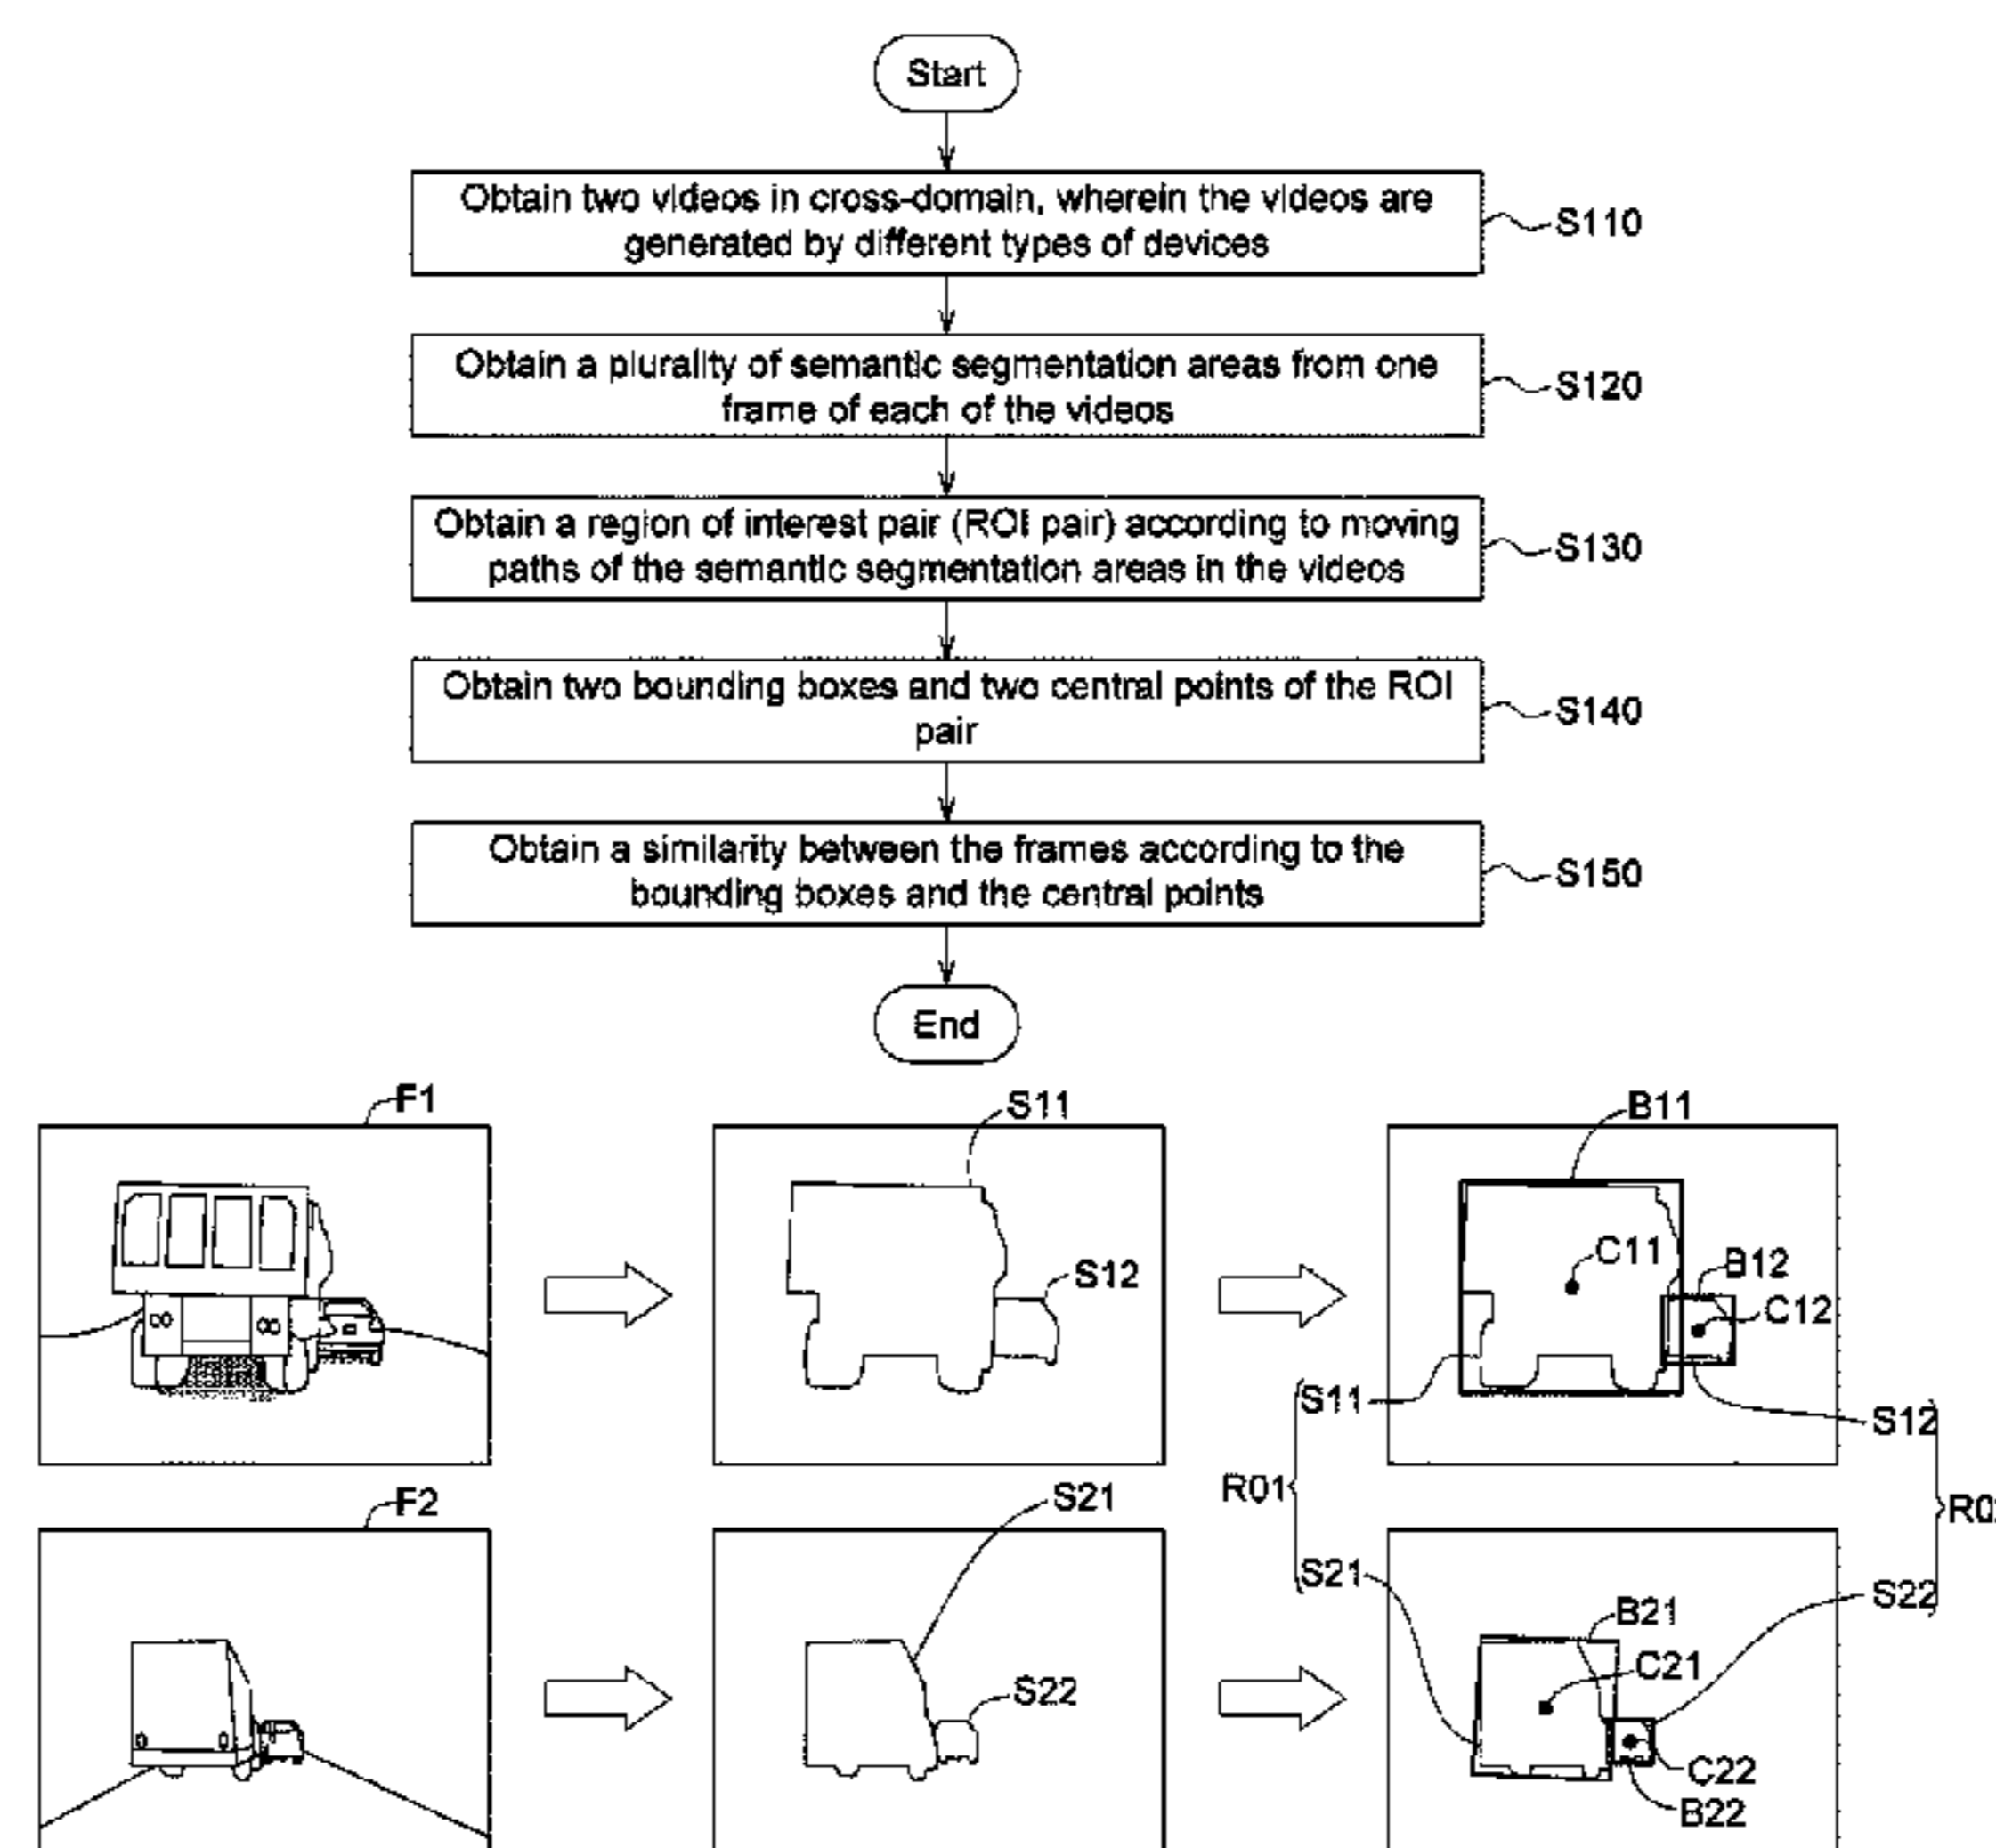 Start
Obtain two videos in cross-domain, wherein the videos are
generated by different types of devices
S110
Obtain a plurality of semantic segmentation areas from one
frame of each of the videos
S120
Obtain a region of interest pair (ROI pair) according to moving
paths of the semantic segmentation areas in the videos
S130
Obtain two bounding boxes and two central points of the ROI
pair
S140
Obtain a similarity between the frames according to the
bounding boxes and the central points
S150
End
F1
S11
S12
B11
C11
B12
C12
S11
S12
R01
F2
S21
S22
S21
S22
B21
C21
C22
B22